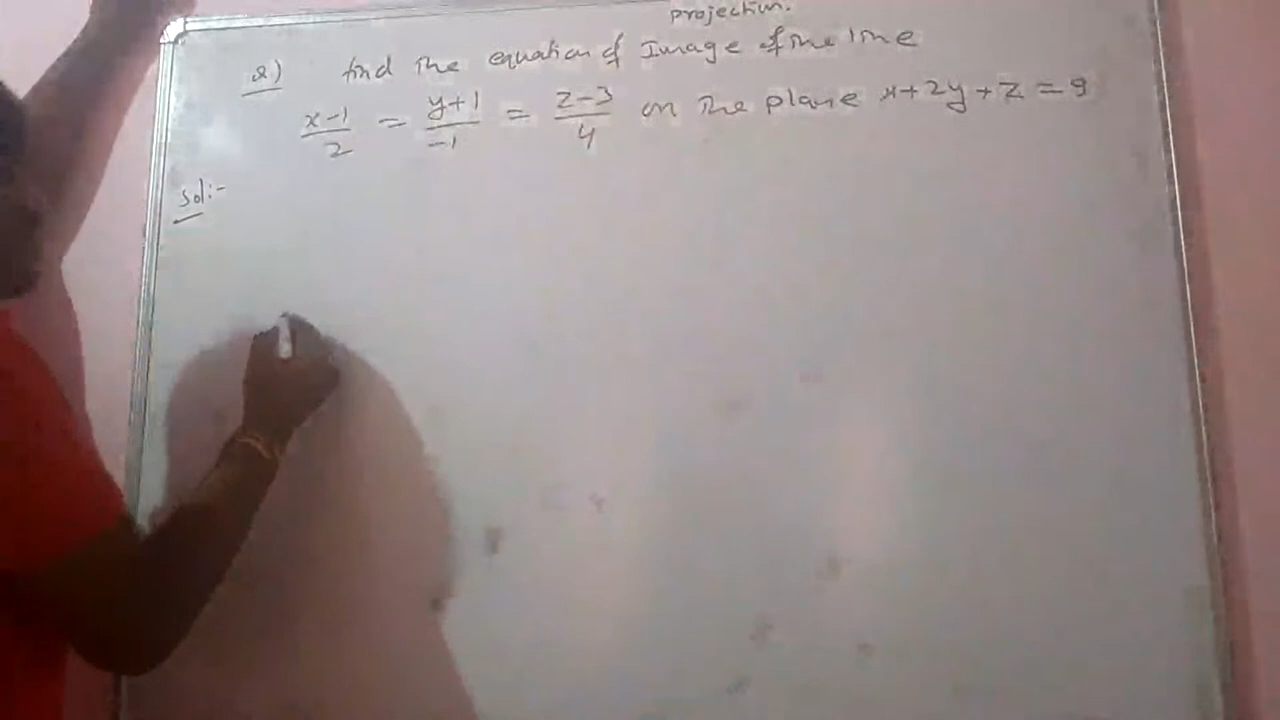 Projection.
Q) find the equation of Image of the line
x-1/2 = y+1/-1 = z-3/4 on the plane x+2y+z=9
Sol:-